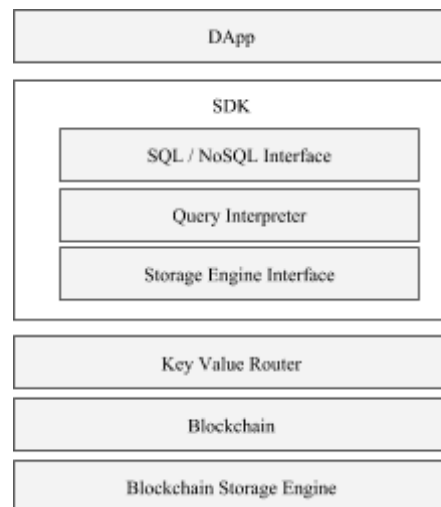 DApp
SDK
SQL / NoSQL Interface
Query Interpreter
Storage Engine Interface
Key Value Router
Blockchain
Blockchain Storage Engine